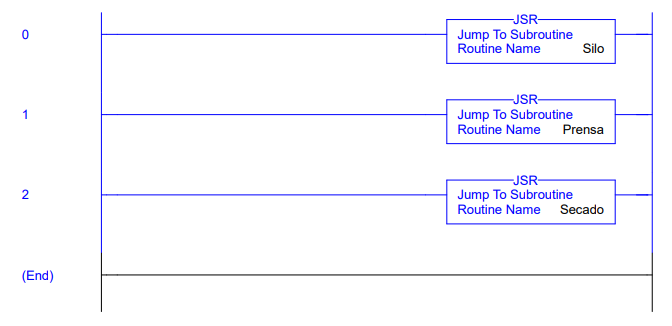 0
JSR
Jump To Subroutine
Routine Name Silo
1
JSR
Jump To Subroutine
Routine Name Prensa
2
JSR
Jump To Subroutine
Routine Name Secado
(End)